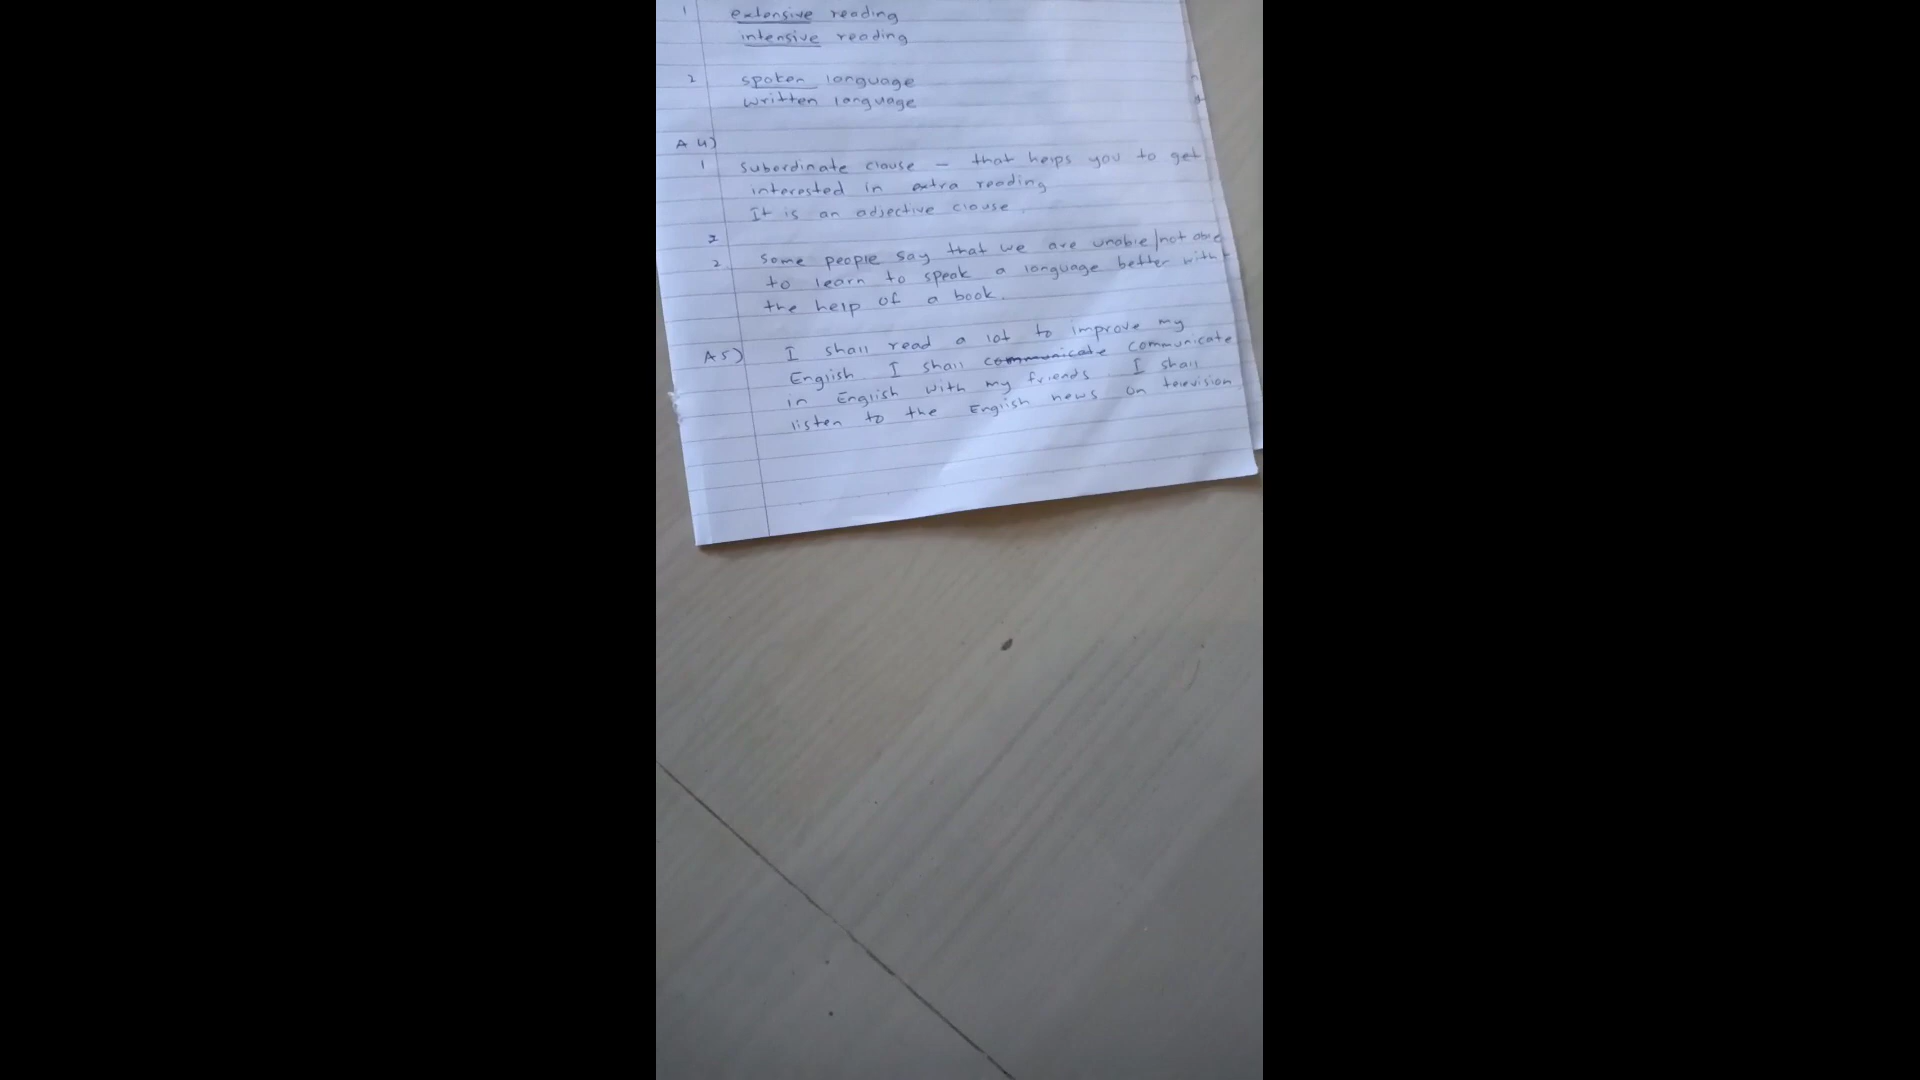 1 extensive reading
intensive reading
2 spoken language
written language
A 4)
1 Subordinate clause – that helps you to get
interested in extra reading
It is an adjective clause.
2
2 Some people say that we are unable/not able
to learn to speak a language better with
the help of a book.
A5) I shall read a lot to improve my
English I shall communicate communicate
in English with my friends I shall
listen to the English news on television